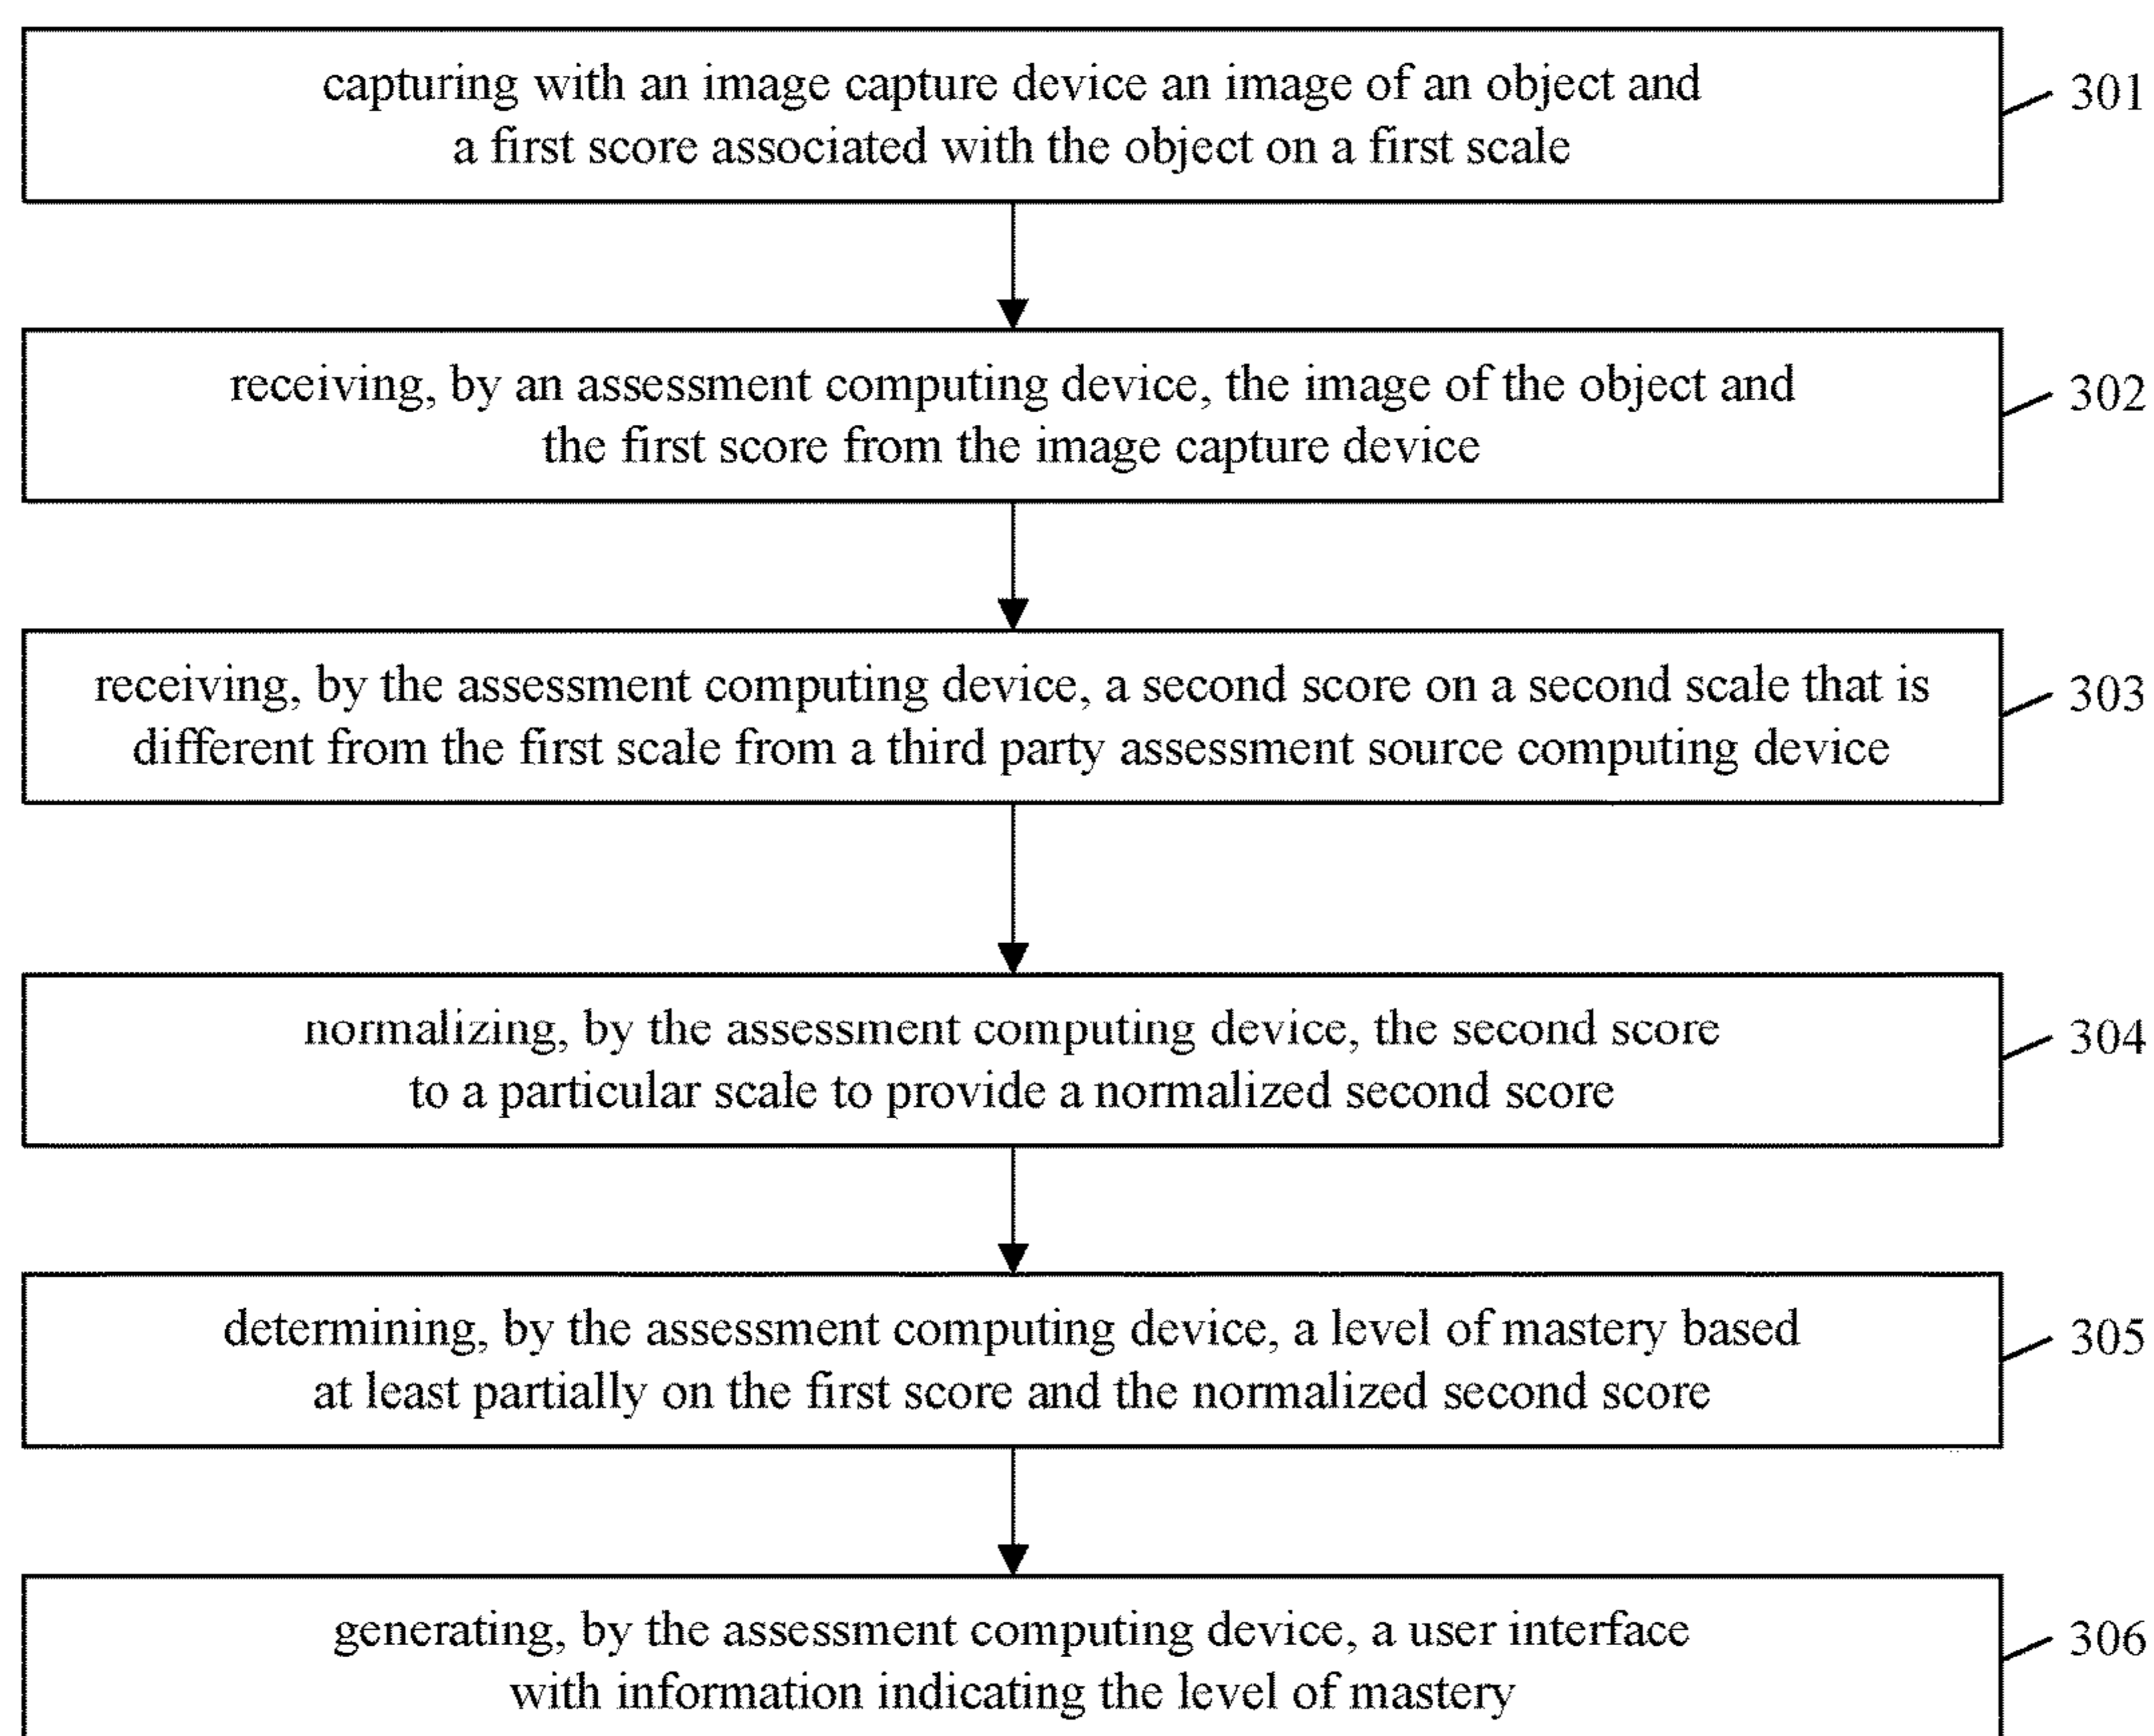 capturing with an image capture device an image of an object and
a first score associated with the object on a first scale
301
receiving, by an assessment computing device, the image of the object and
the first score from the image capture device
302
receiving, by the assessment computing device, a second score on a second scale that is
different from the first scale from a third party assessment source computing device
303
normalizing, by the assessment computing device, the second score
to a particular scale to provide a normalized second score
304
determining, by the assessment computing device, a level of mastery based
at least partially on the first score and the normalized second score
305
generating, by the assessment computing device, a user interface
with information indicating the level of mastery
306